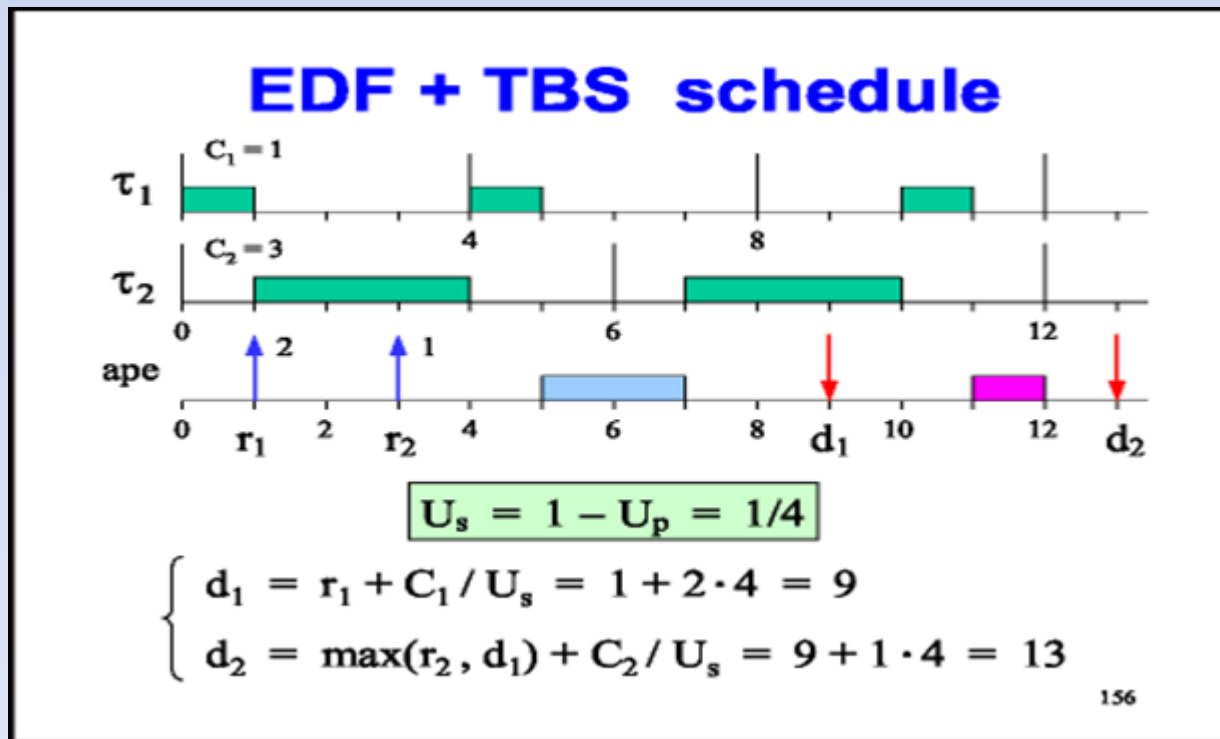 EDF + TBS schedule
C₁ = 1
τ₁
4 8
C₂ = 3
τ₂
0 6 12
2 1
ape
0 r₁ 2 r₂ 4 6 8 d₁ 10 12 d₂
Uₛ = 1 – Uₚ = 1/4
d₁ = r₁ + C₁ / Uₛ = 1 + 2 · 4 = 9
d₂ = max(r₂ , d₁) + C₂ / Uₛ = 9 + 1 · 4 = 13
156